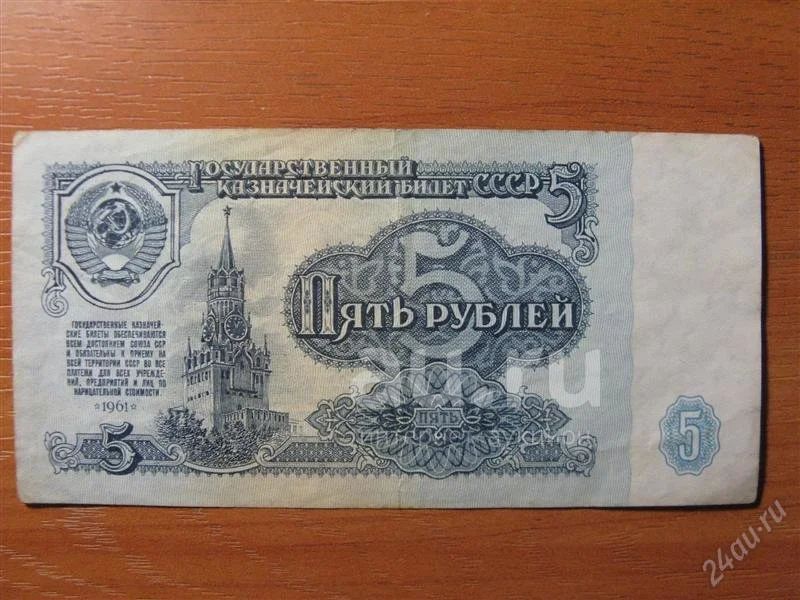 ГОСУДАРСТВЕННЫЙ
КАЗНАЧЕЙСКИЙ БИЛЕТ СССР
5
ГОСУДАРСТВЕННЫЕ КАЗНАЧЕЙ-
СКИЕ БИЛЕТЫ ОБЕСПЕЧИВАЮТСЯ
ВСЕМ ДОСТОЯНИЕМ СОЮЗА ССР
И ОБЯЗАТЕЛЬНЫ К ПРИЕМУ НА
ВСЕЙ ТЕРРИТОРИИ СССР ВО ВСЕ
ПЛАТЕЖИ ДЛЯ ВСЕХ УЧРЕЖДЕ-
НИЙ, ПРЕДПРИЯТИЙ И ЛИЦ ПО
НАРИЦАТЕЛЬНОЙ СТОИМОСТИ
1961
5
ПЯТЬ РУБЛЕЙ
ПЯТЬ
5
5
24au.ru